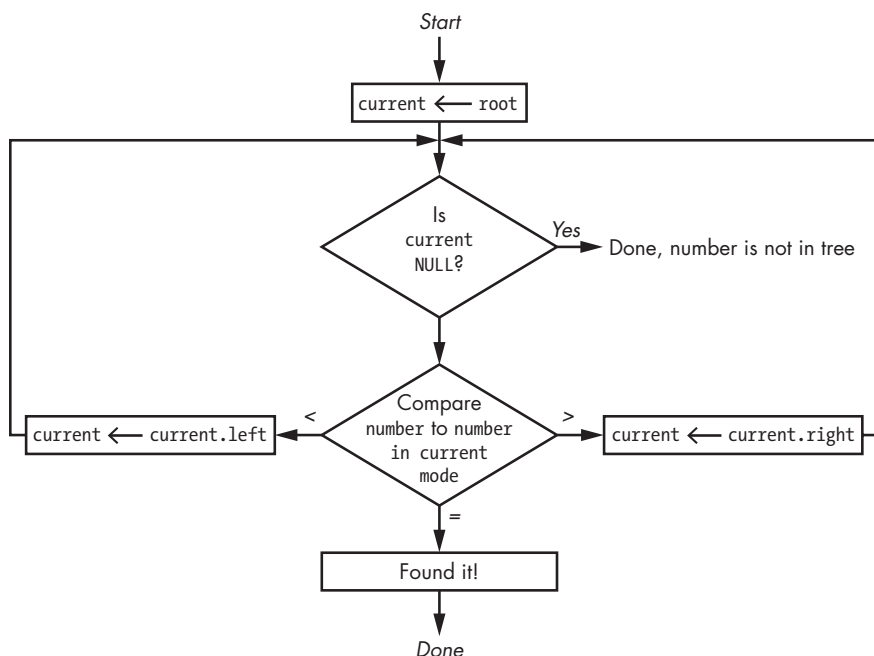 Start
current ← root
Is
current
NULL?
Yes
Done, number is not in tree
Compare
number to number
in current
mode
<
current ← current.left
>
current ← current.right
=
Found it!
Done